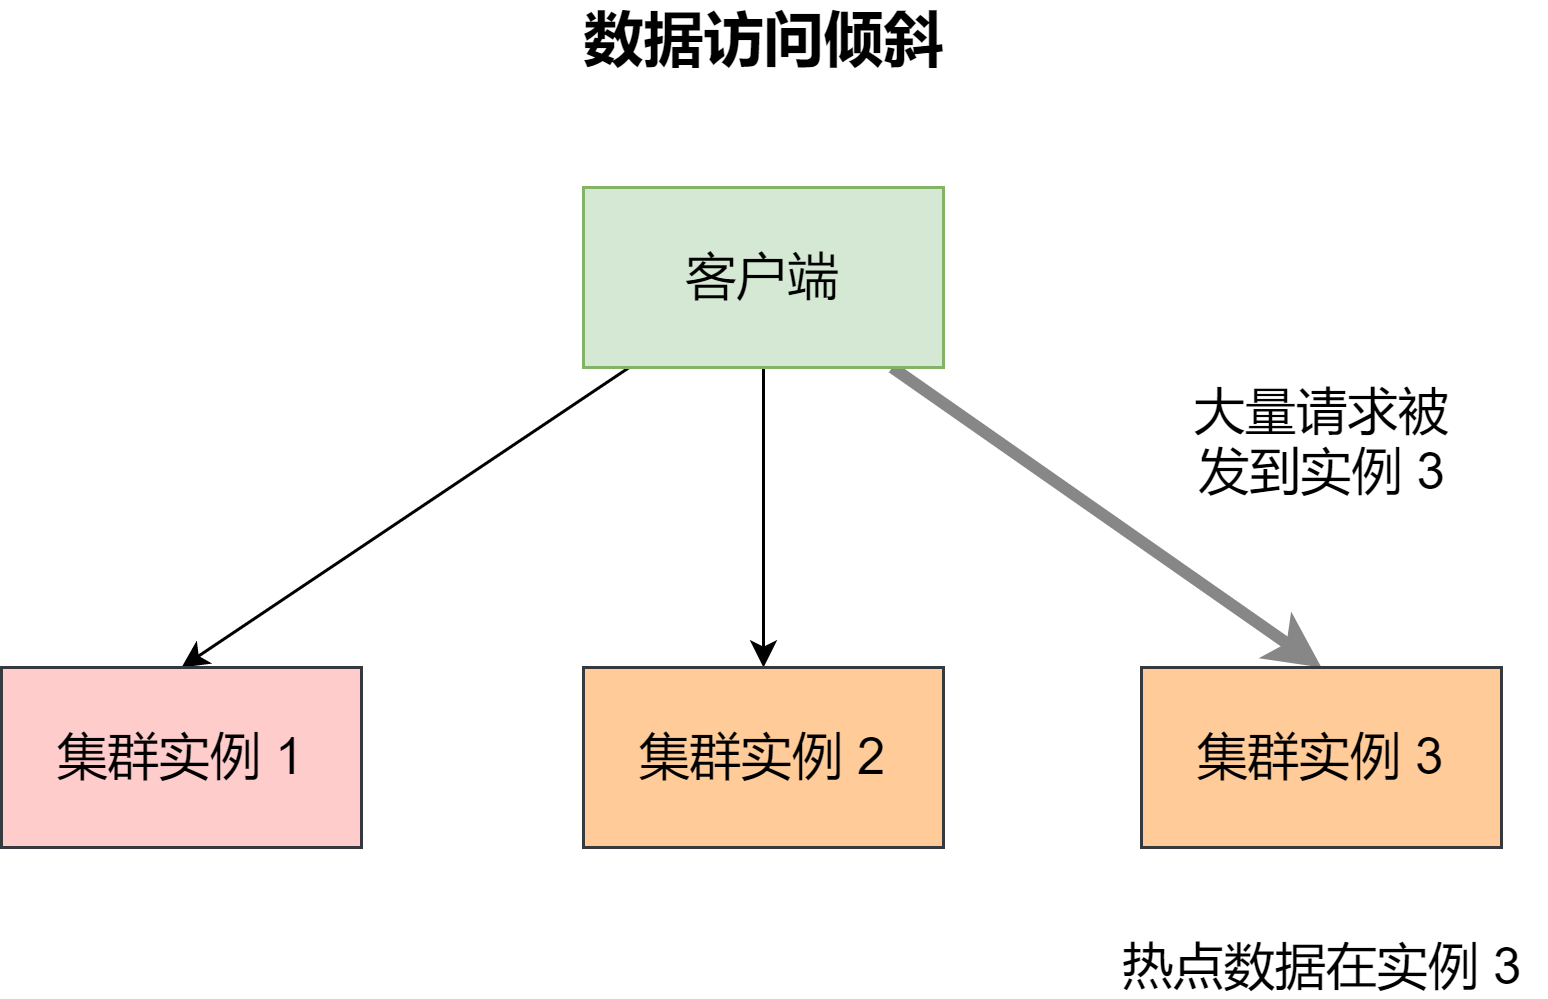 数据访问倾斜
客户端
大量请求被
发到实例 3
集群实例 1
集群实例 2
集群实例 3
热点数据在实例 3